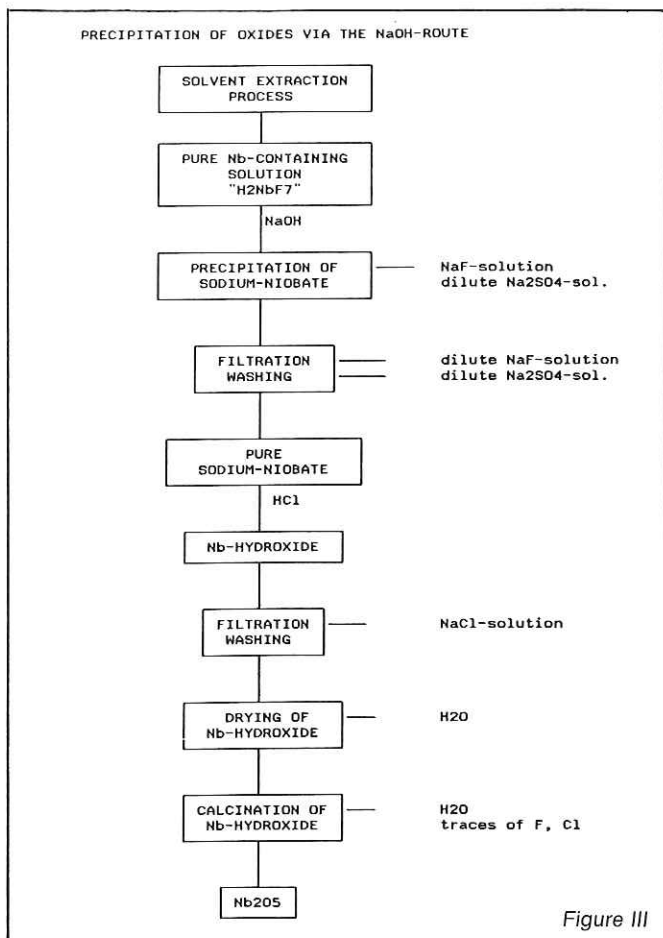 PRECIPITATION OF OXIDES VIA THE NaOH-ROUTE
SOLVENT EXTRACTION
PROCESS
PURE Nb-CONTAINING
SOLUTION
"H2NbF7"
NaOH
PRECIPITATION OF
SODIUM-NIOBATE
NaF-solution
dilute Na2SO4-sol.
FILTRATION
WASHING
dilute NaF-solution
dilute Na2SO4-sol.
PURE
SODIUM-NIOBATE
HCl
Nb-HYDROXIDE
FILTRATION
WASHING
NaCl-solution
DRYING OF
Nb-HYDROXIDE
H2O
CALCINATION OF
Nb-HYDROXIDE
H2O
traces of F, Cl
Nb2O5
Figure III